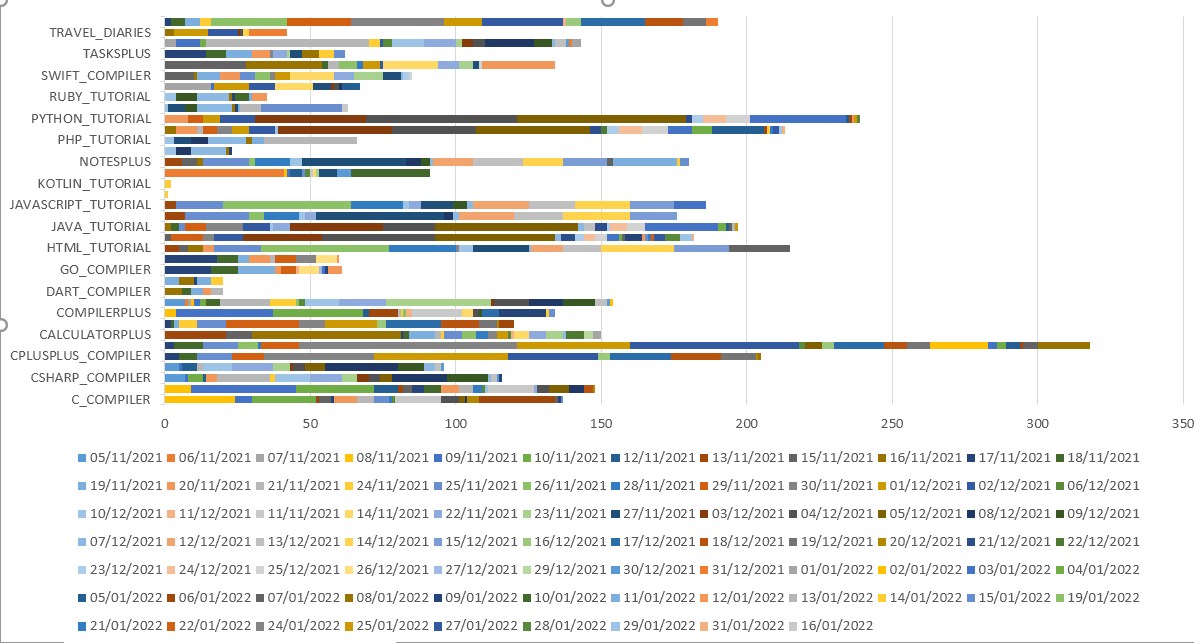 TRAVEL_DIARIES
TASKSPLUS
SWIFT_COMPILER
RUBY_TUTORIAL
PYTHON_TUTORIAL
PHP_TUTORIAL
NOTESPLUS
KOTLIN_TUTORIAL
JAVASCRIPT_TUTORIAL
JAVA_TUTORIAL
HTML_TUTORIAL
GO_COMPILER
DART_COMPILER
COMPILERPLUS
CALCULATORPLUS
CPLUSPLUS_COMPILER
CSHARP_COMPILER
C_COMPILER
0 50 100 150 200 250 300 350
05/11/2021 06/11/2021 07/11/2021 08/11/2021 09/11/2021 10/11/2021 12/11/2021 13/11/2021 15/11/2021 16/11/2021 17/11/2021 18/11/2021
19/11/2021 20/11/2021 21/11/2021 24/11/2021 25/11/2021 26/11/2021 28/11/2021 29/11/2021 30/11/2021 01/12/2021 02/12/2021 06/12/2021
10/12/2021 11/12/2021 11/11/2021 14/11/2021 22/11/2021 23/11/2021 27/11/2021 03/12/2021 04/12/2021 05/12/2021 08/12/2021 09/12/2021
07/12/2021 12/12/2021 13/12/2021 14/12/2021 15/12/2021 16/12/2021 17/12/2021 18/12/2021 19/12/2021 20/12/2021 21/12/2021 22/12/2021
23/12/2021 24/12/2021 25/12/2021 26/12/2021 27/12/2021 29/12/2021 30/12/2021 31/12/2021 01/01/2022 02/01/2022 03/01/2022 04/01/2022
05/01/2022 06/01/2022 07/01/2022 08/01/2022 09/01/2022 10/01/2022 11/01/2022 12/01/2022 13/01/2022 14/01/2022 15/01/2022 19/01/2022
21/01/2022 22/01/2022 24/01/2022 25/01/2022 27/01/2022 28/01/2022 29/01/2022 31/01/2022 16/01/2022